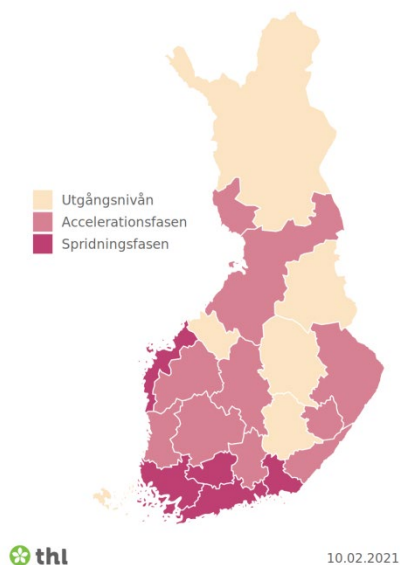 Utgångsnivån
Accelerationsfasen
Spridningsfasen
thl
10.02.2021